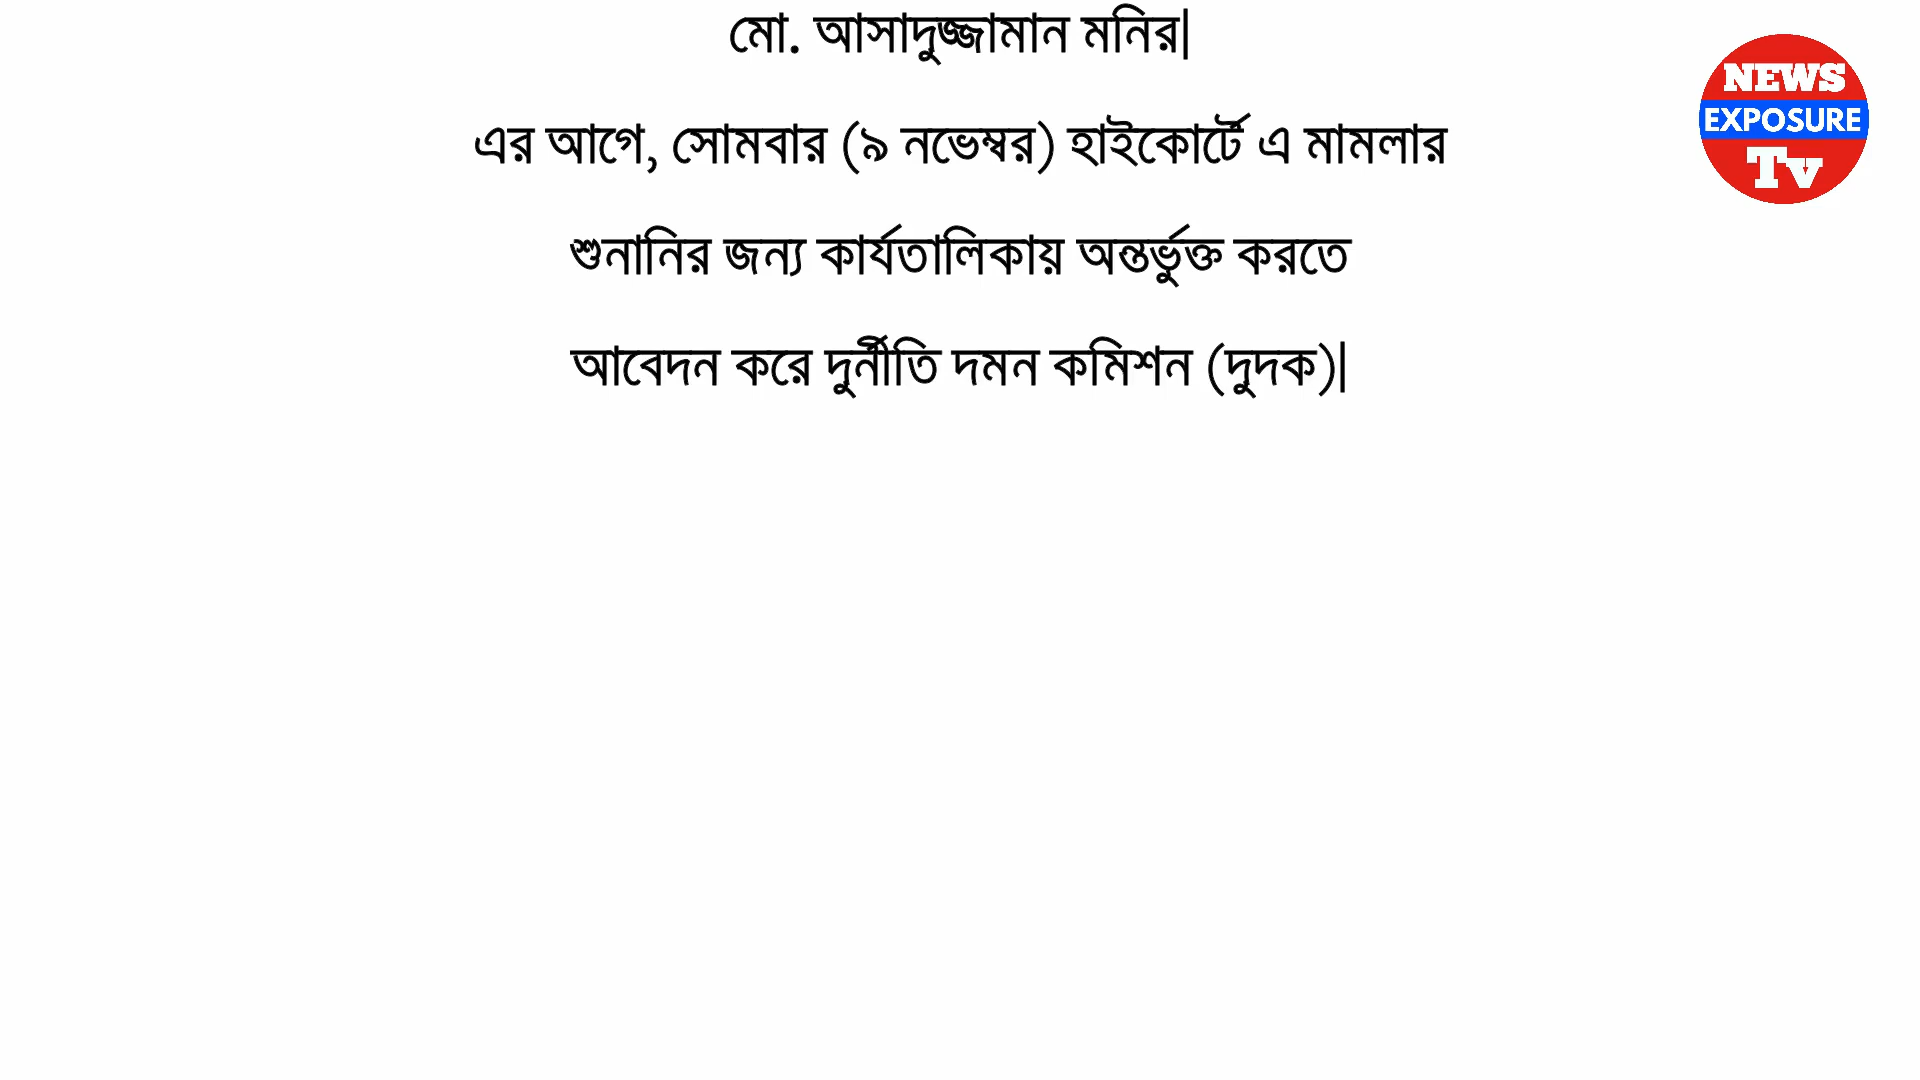 মো. আসাদুজ্জামান মনির|
এর আগে, সোমবার (৯ নভেম্বর) হাইকোর্টে এ মামলার
শুনানির জন্য কার্যতালিকায় অন্তর্ভুক্ত করতে
আবেদন করে দুর্নীতি দমন কমিশন (দুদক)|
NEWS
EXPOSURE
Tv